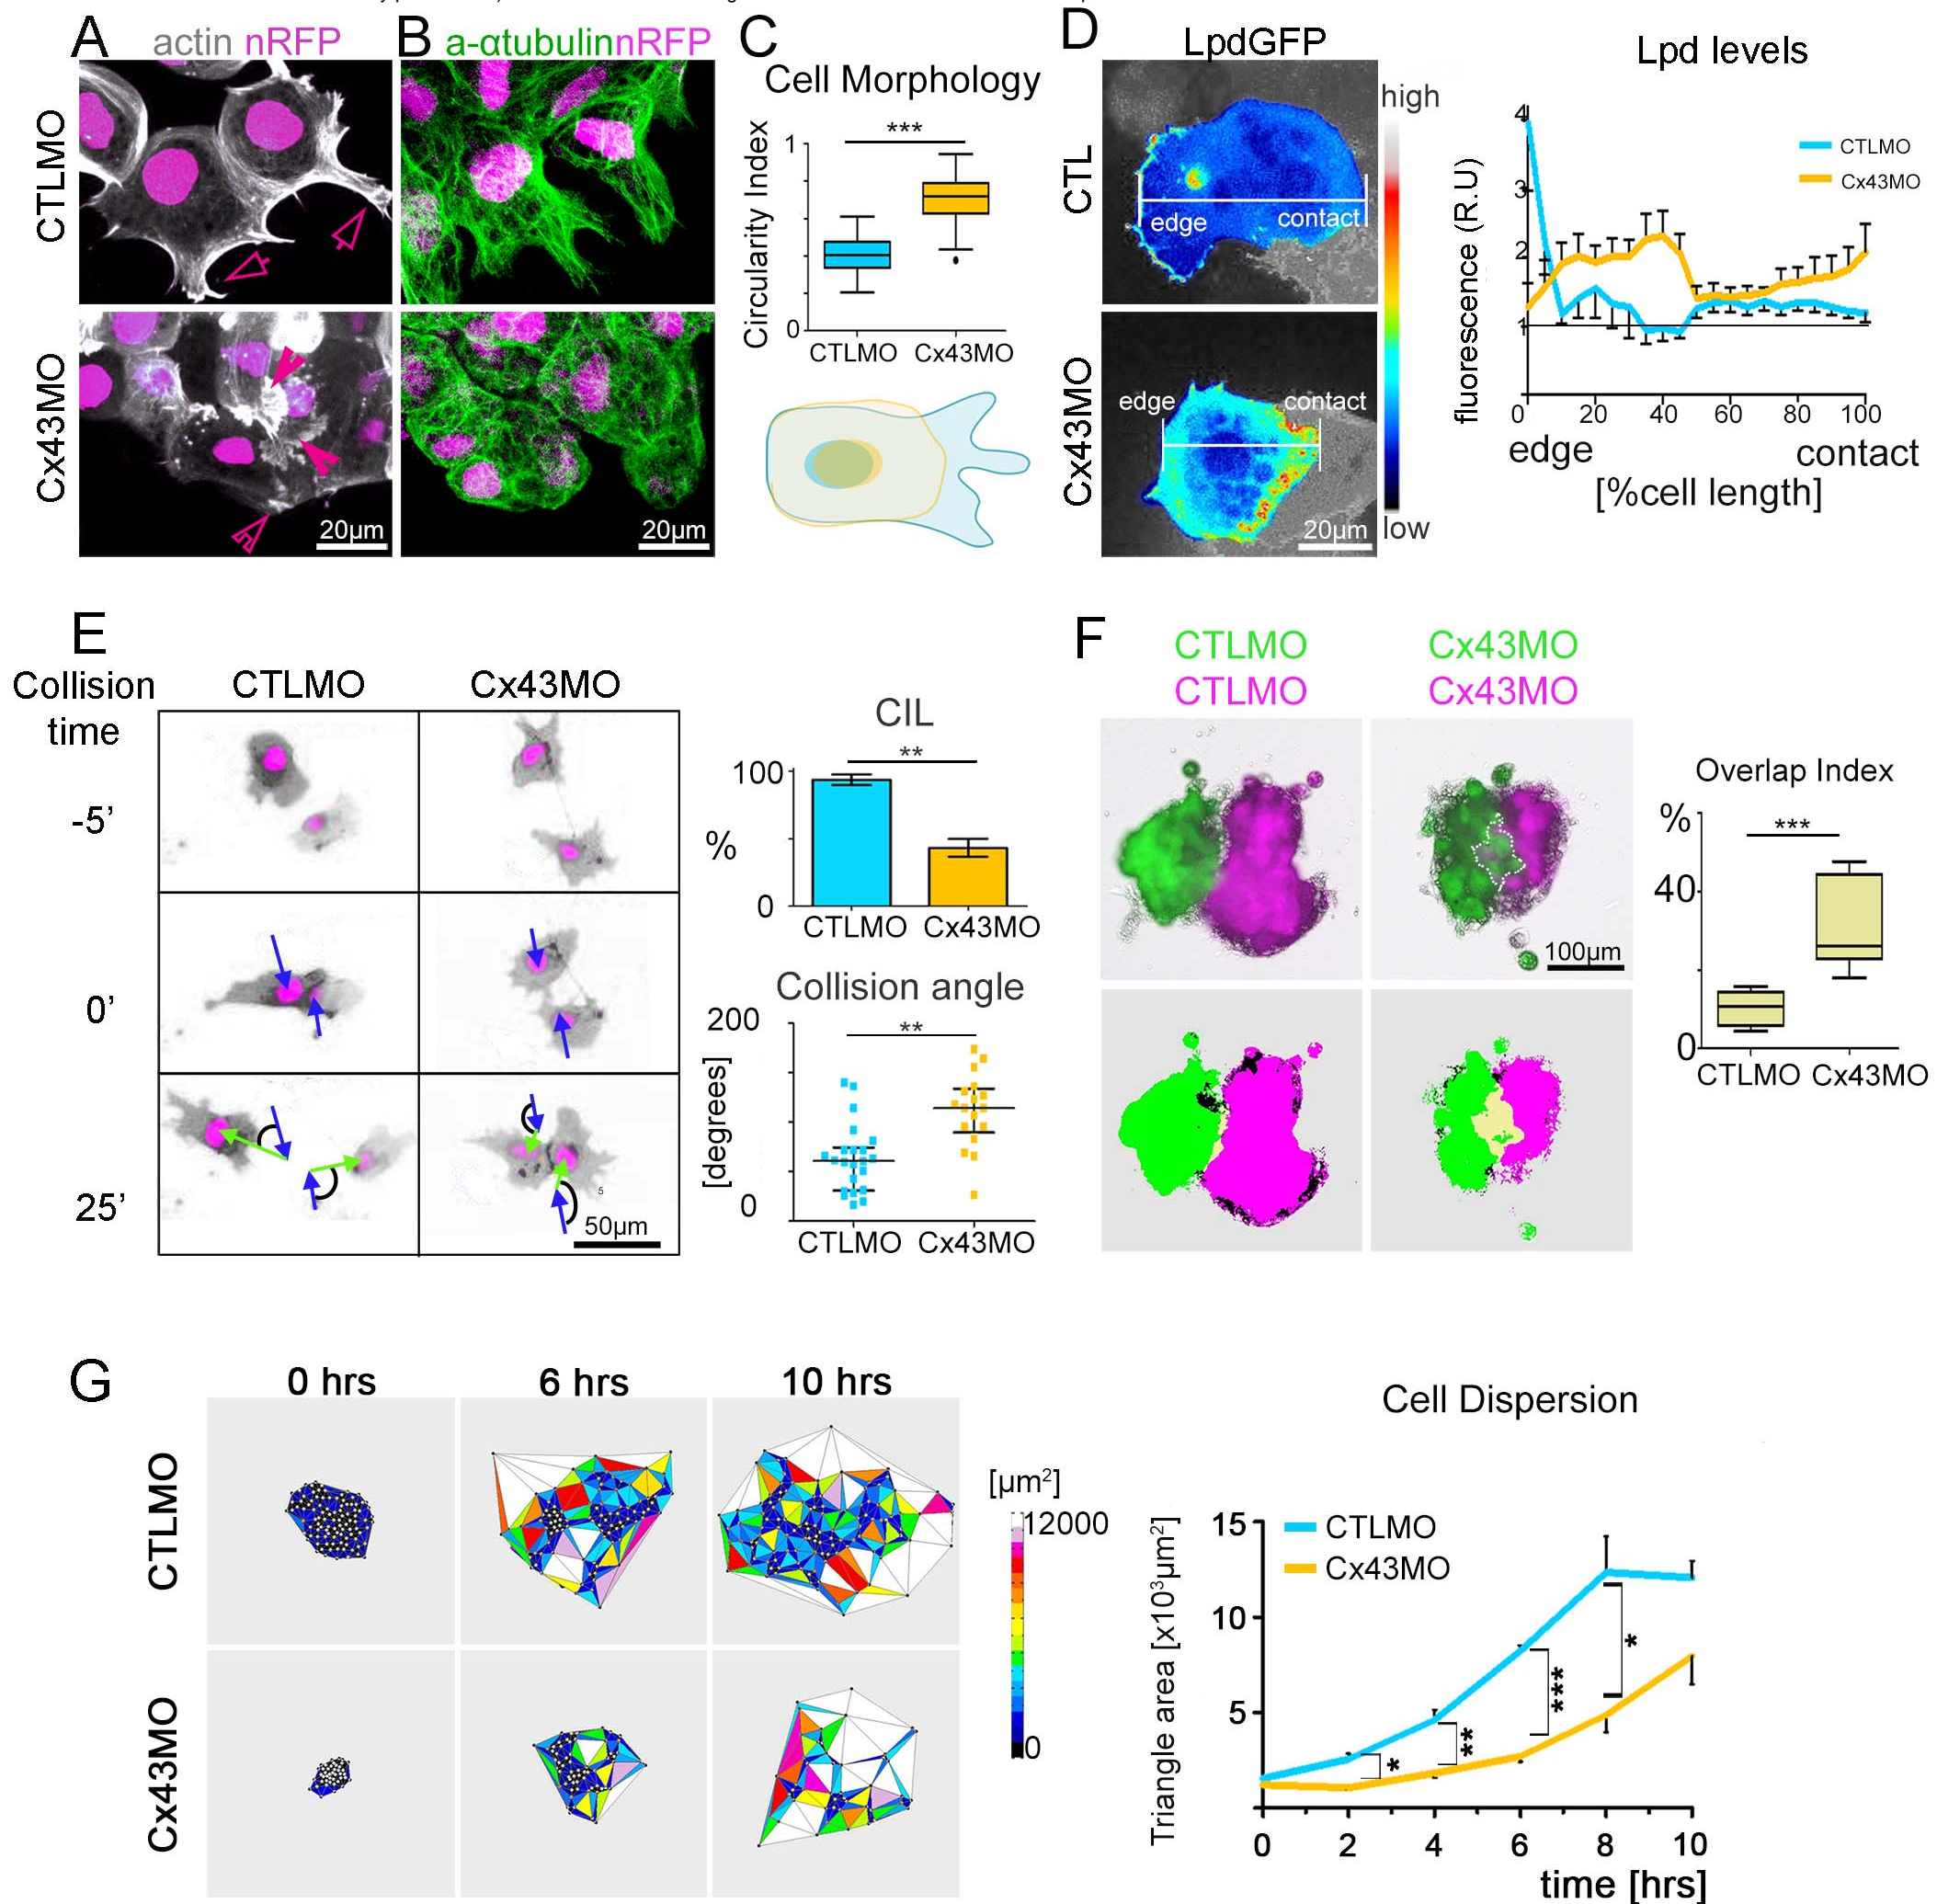 A
actin nRFP
CTLMO
Cx43MO
20µm
B
a-αtubulinnRFP
20µm
C
Cell Morphology
Circularity Index
1
***
0
CTLMO Cx43MO
D
LpdGFP
CTL
edge
contact
Cx43MO
edge
contact
20µm
high
low
Lpd levels
fluorescence (R.U)
4
3
2
1
CTLMO
Cx43MO
0 20 40 60 80 100
edge
contact
[%cell length]
E
Collision
time
CTLMO
Cx43MO
-5’
0’
25’
5
50µm
CIL
**
100
%
0
CTLMO Cx43MO
Collision angle
200
**
[degrees]
0
CTLMO Cx43MO
F
CTLMO
CTLMO
Cx43MO
Cx43MO
100µm
Overlap Index
%
***
40
0
CTLMO Cx43MO
G
0 hrs
6 hrs
10 hrs
CTLMO
Cx43MO
[µm²]
12000
0
Cell Dispersion
Triangle area [x10³µm²]
15
10
5
CTLMO
Cx43MO
*
**
***
*
0 2 4 6 8 10
time [hrs]